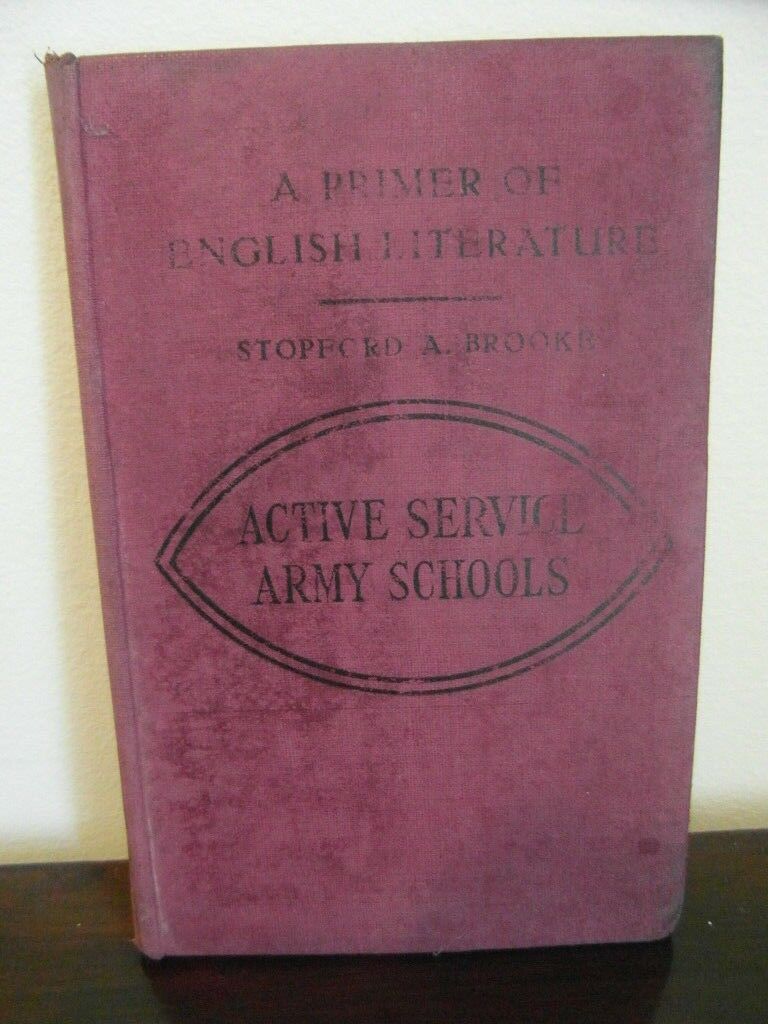 A PRIMER OF
ENGLISH LITERATURE
STOPFORD A. BROOKE
ACTIVE SERVICE
ARMY SCHOOLS